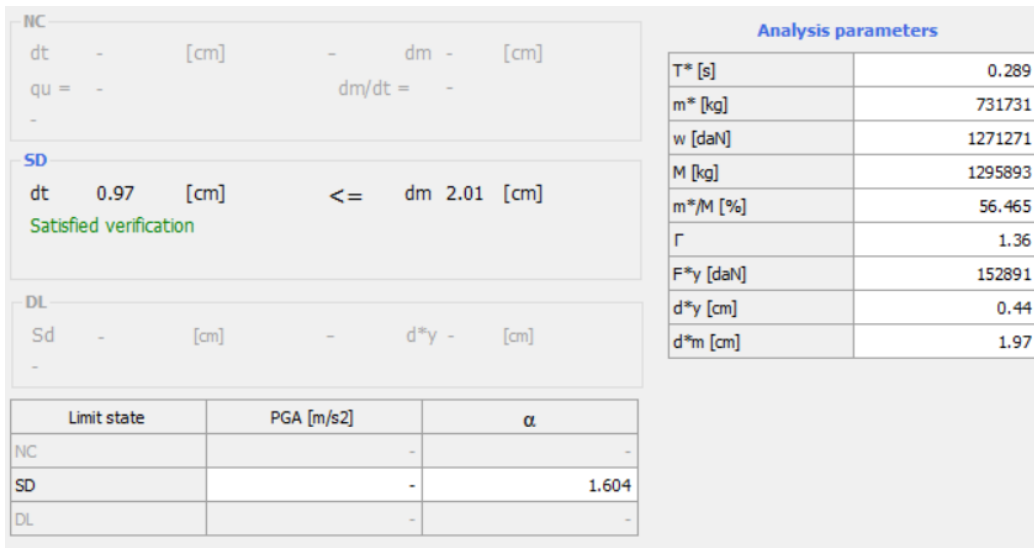 NC
dt - [cm] - dm - [cm]
qu = - dm/dt = -
-
SD
dt 0.97 [cm] <= dm 2.01 [cm]
Satisfied verification
DL
Sd - [cm] - d*y - [cm]
-
Limit state PGA [m/s2] α
NC - -
SD - 1.604
DL - -
Analysis parameters
T* [s] 0.289
m* [kg] 731731
w [daN] 1271271
M [kg] 1295893
m*/M [%] 56.465
Γ 1.36
F*y [daN] 152891
d*y [cm] 0.44
d*m [cm] 1.97